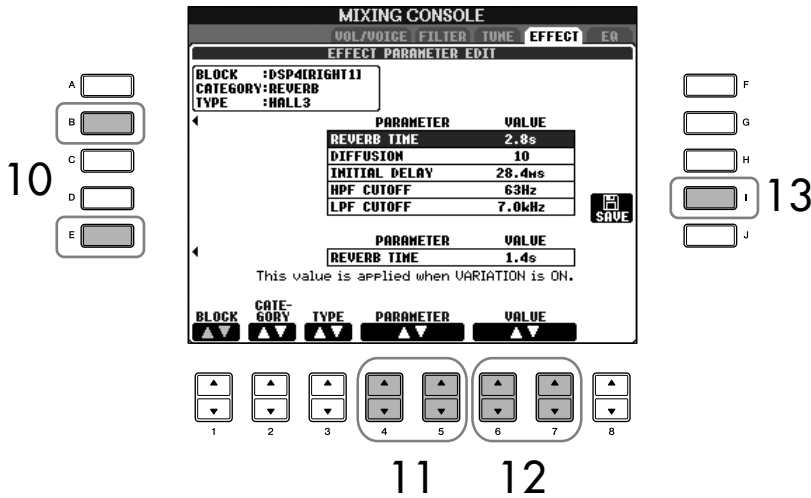 MIXING CONSOLE
VOL/VOICE FILTER TUNE EFFECT EQ
EFFECT PARAMETER EDIT
BLOCK :DSP4[RIGHT1]
CATEGORY:REVERB
TYPE :HALL3
PARAMETER VALUE
REVERB TIME 2.8s
DIFFUSION 10
INITIAL DELAY 28.4ms
HPF CUTOFF 63Hz
LPF CUTOFF 7.0kHz
SAVE
PARAMETER VALUE
REVERB TIME 1.4s
This value is applied when VARIATION is ON.
BLOCK CATE-GORY TYPE PARAMETER VALUE
A
B
C
D
E
10
F
G
H
I
J
13
1 2 3 4 5 6 7 8
11 12